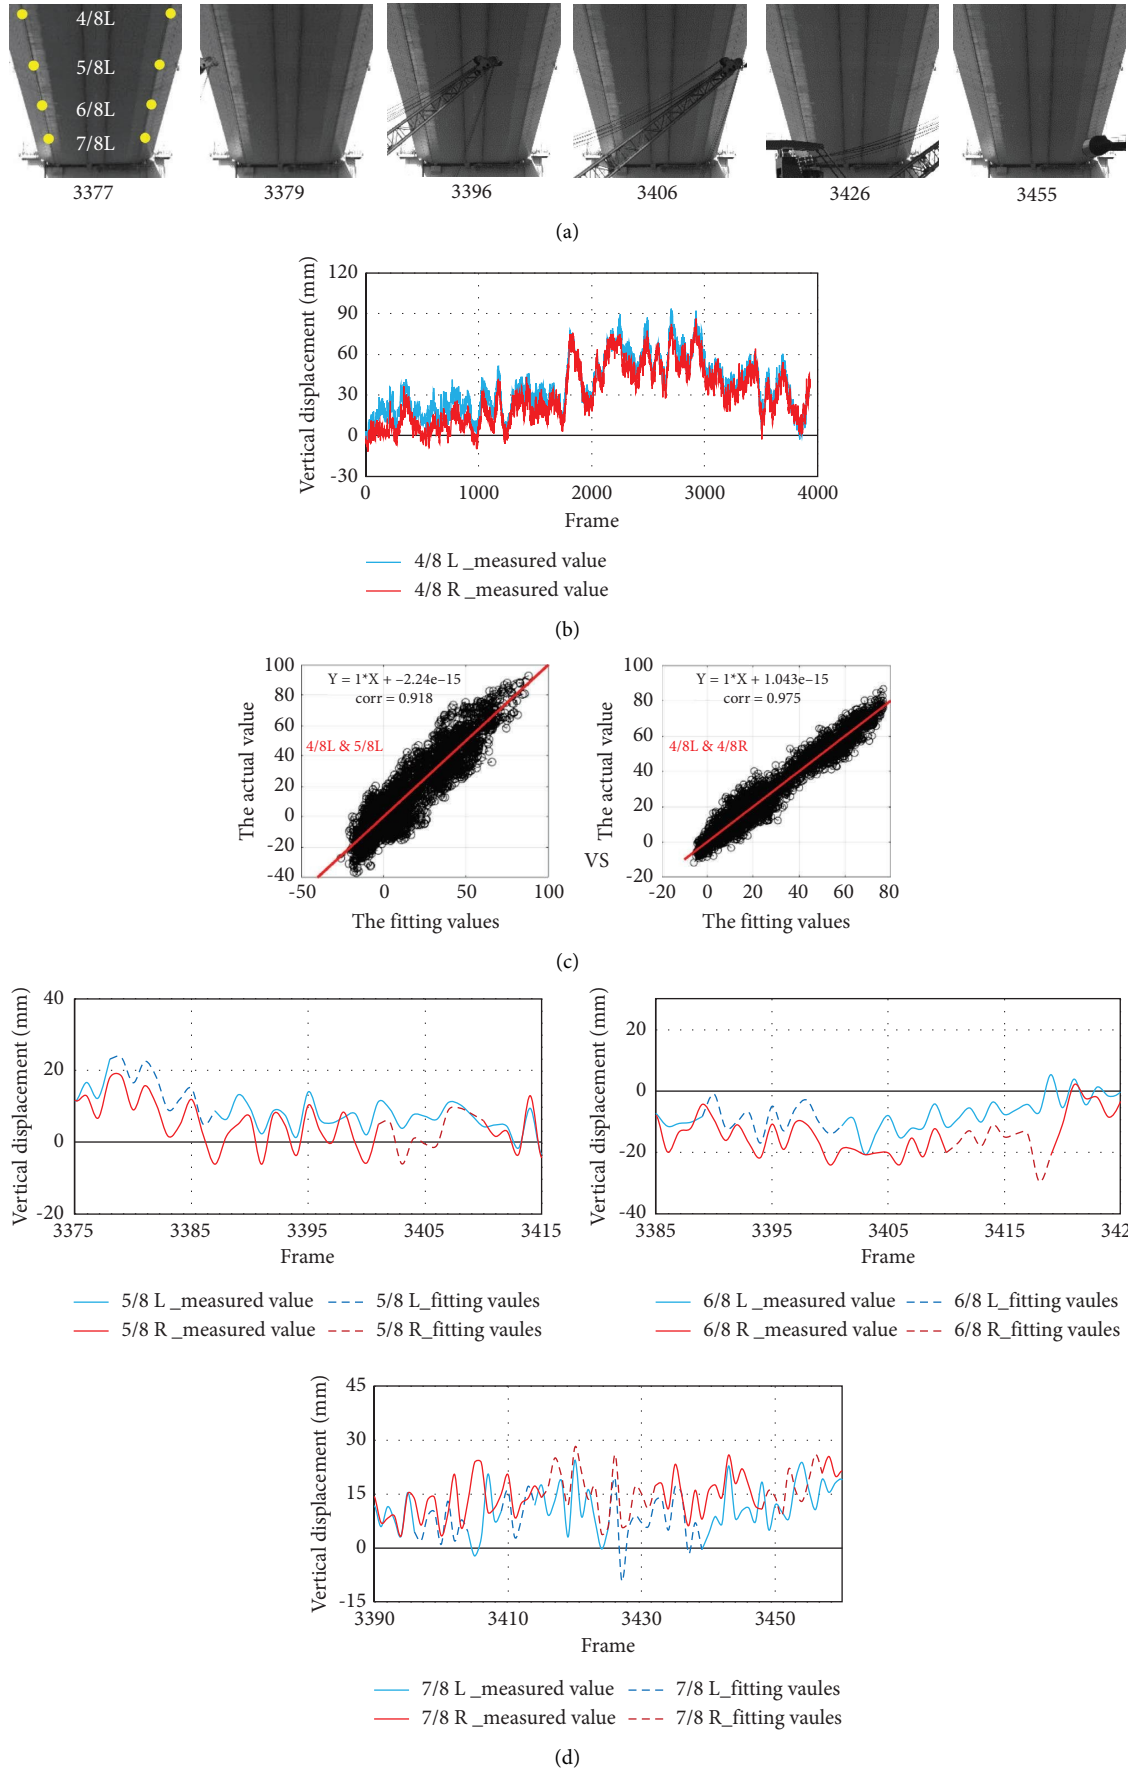 4/8L
5/8L
6/8L
7/8L
3377 3379 3396 3406 3426 3455
(a)
Vertical displacement (mm)
120
90
60
30
0
-30
0 1000 2000 3000 4000
Frame
4/8 L _measured value
4/8 R _measured value
(b)
The actual value
100
80
60
40
20
0
-20
-40
Y = 1*X + −2.24e−15
corr = 0.918
4/8L & 5/8L
-50 0 50 100
The fitting values
VS
The actual value
100
80
60
40
20
0
-20
Y = 1*X + 1.043e−15
corr = 0.975
4/8L & 4/8R
-20 0 20 40 60 80
The fitting values
(c)
Vertical displacement (mm)
40
20
0
-20
3375 3385 3395 3405 3415
Frame
5/8 L _measured value 5/8 L_fitting vaules
5/8 R _measured value 5/8 R_fitting vaules
Vertical displacement (mm)
20
0
-20
-40
3385 3395 3405 3415 342
Frame
6/8 L _measured value 6/8 L_fitting vaules
6/8 R _measured value 6/8 R_fitting vaules
Vertical displacement (mm)
45
30
15
0
-15
3390 3410 3430 3450
Frame
7/8 L _measured value 7/8 L_fitting vaules
7/8 R _measured value 7/8 R_fitting vaules
(d)